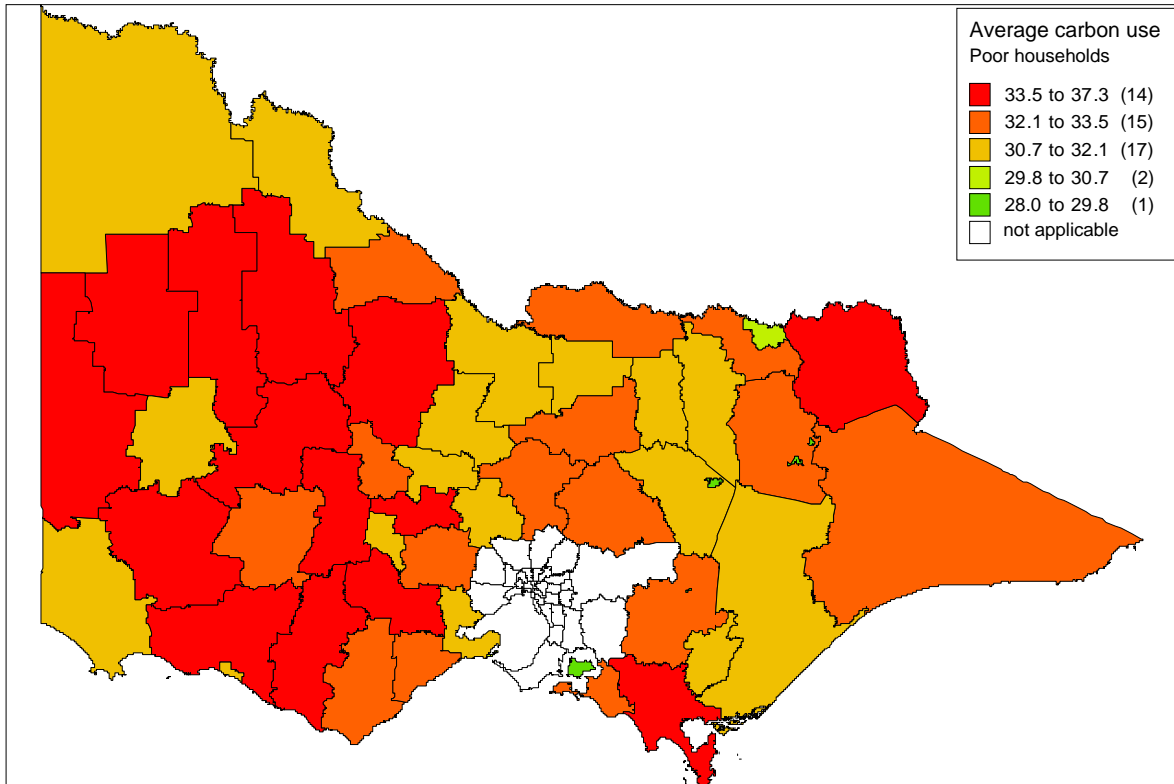 Average carbon use
Poor households
33.5 to 37.3 (14)
32.1 to 33.5 (15)
30.7 to 32.1 (17)
29.8 to 30.7 (2)
28.0 to 29.8 (1)
not applicable